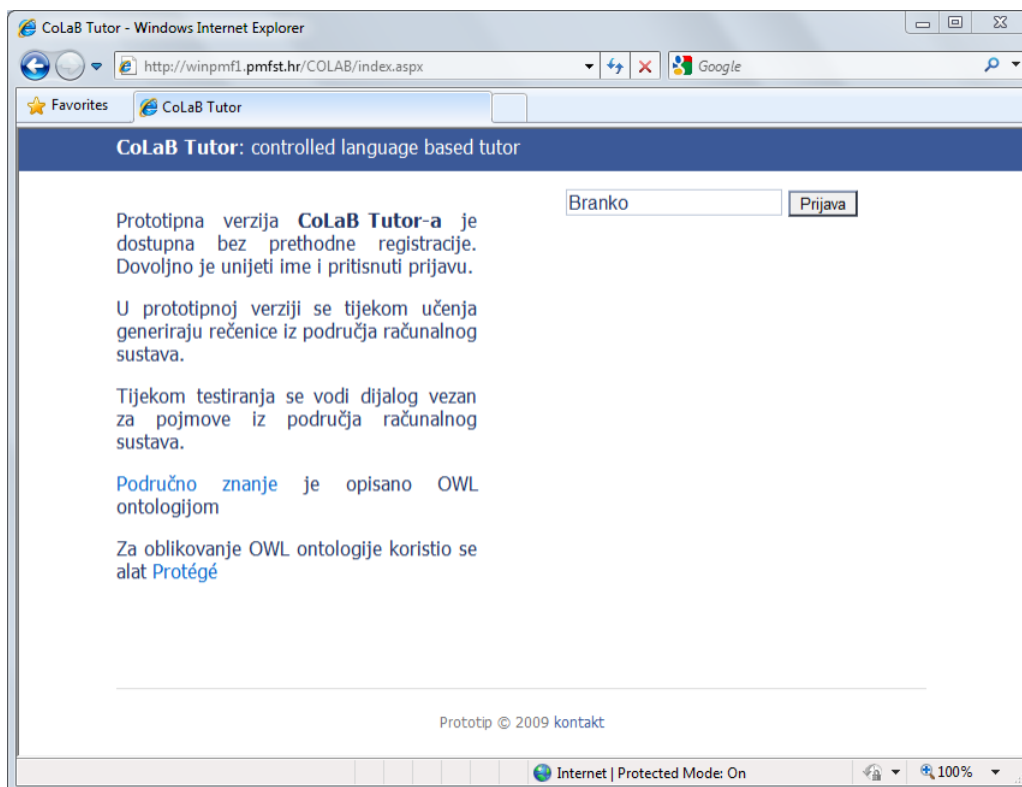 CoLaB Tutor - Windows Internet Explorer
http://winpmf1.pmfst.hr/COLAB/index.aspx
Google
Favorites
CoLaB Tutor
CoLaB Tutor: controlled language based tutor
Branko
Prijava
Prototipna verzija CoLaB Tutor-a je
dostupna bez prethodne registracije.
Dovoljno je unijeti ime i pritisnuti prijavu.
U prototipnoj verziji se tijekom učenja
generiraju rečenice iz područja računalnog
sustava.
Tijekom testiranja se vodi dijalog vezan
za pojmove iz područja računalnog
sustava.
Područno znanje je opisano OWL
ontologijom
Za oblikovanje OWL ontologije koristio se
alat Protégé
Prototip © 2009 kontakt
Internet | Protected Mode: On
100%